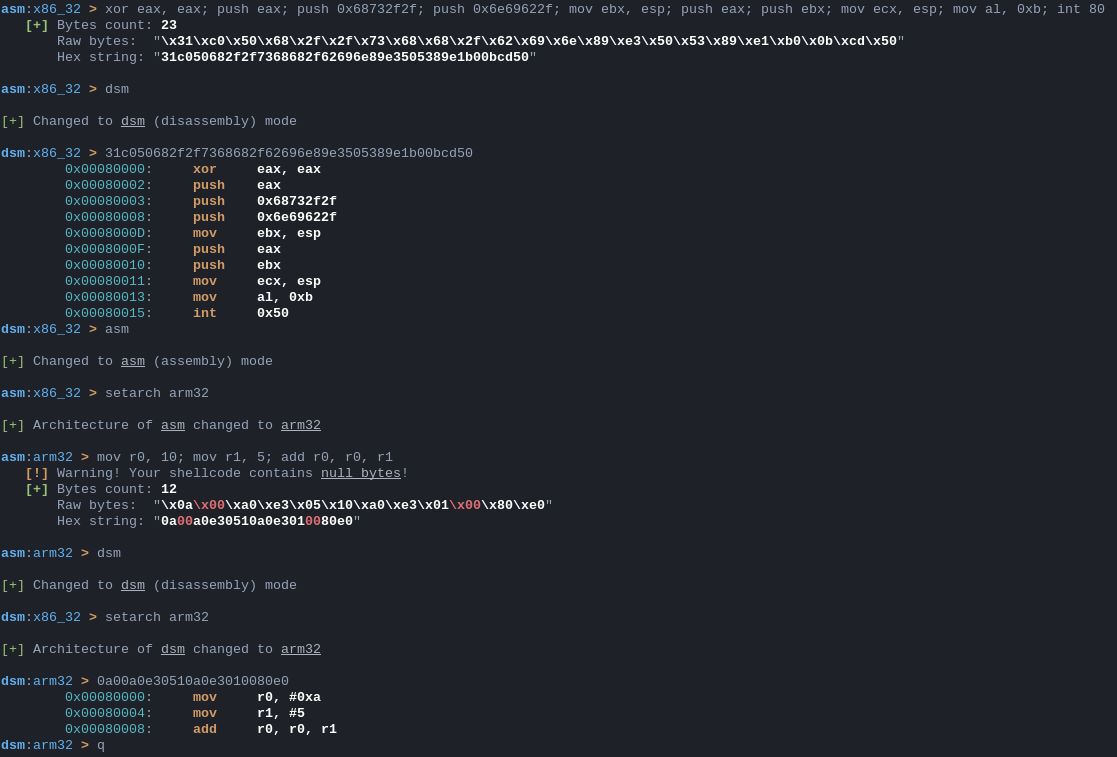 asm:x86_32 > xor eax, eax; push eax; push 0x68732f2f; push 0x6e69622f; mov ebx, esp; push eax; push ebx; mov ecx, esp; mov al, 0xb; int 80
[+] Bytes count: 23
Raw bytes:  "\x31\xc0\x50\x68\x2f\x2f\x73\x68\x68\x2f\x62\x69\x6e\x89\xe3\x50\x53\x89\xe1\xb0\x0b\xcd\x50"
Hex string: "31c050682f2f7368682f62696e89e3505389e1b00bcd50"
asm:x86_32 > dsm
[+] Changed to dsm (disassembly) mode
dsm:x86_32 > 31c050682f2f7368682f62696e89e3505389e1b00bcd50
0x00080000: xor eax, eax
0x00080002: push eax
0x00080003: push 0x68732f2f
0x00080008: push 0x6e69622f
0x0008000D: mov ebx, esp
0x0008000F: push eax
0x00080010: push ebx
0x00080011: mov ecx, esp
0x00080013: mov al, 0xb
0x00080015: int 0x50
dsm:x86_32 > asm
[+] Changed to asm (assembly) mode
asm:x86_32 > setarch arm32
[+] Architecture of asm changed to arm32
asm:arm32 > mov r0, 10; mov r1, 5; add r0, r0, r1
[!] Warning! Your shellcode contains null bytes!
[+] Bytes count: 12
Raw bytes:  "\x0a\x00\xa0\xe3\x05\x10\xa0\xe3\x01\x00\x80\xe0"
Hex string: "0a00a0e30510a0e3010080e0"
asm:arm32 > dsm
[+] Changed to dsm (disassembly) mode
dsm:x86_32 > setarch arm32
[+] Architecture of dsm changed to arm32
dsm:arm32 > 0a00a0e30510a0e3010080e0
0x00080000: mov r0, #0xa
0x00080004: mov r1, #5
0x00080008: add r0, r0, r1
dsm:arm32 > q